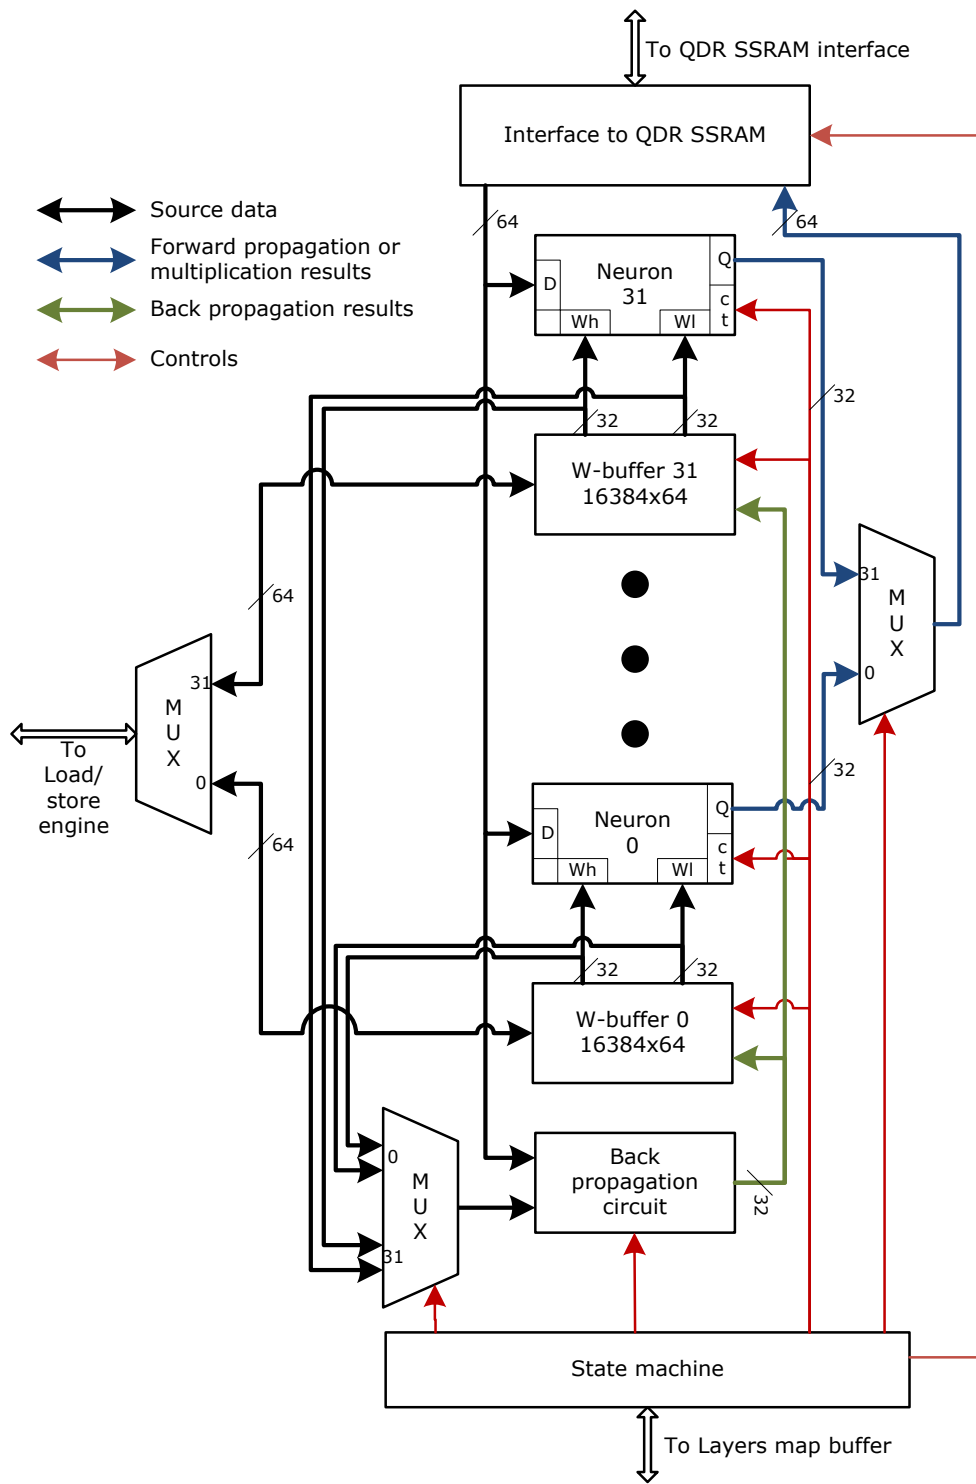 To QDR SSRAM interface
Interface to QDR SSRAM
Source data
Forward propagation or
multiplication results
Back propagation results
Controls
64
64
Neuron
31
D
Q
c
t
Wh
Wl
32
32
32
W-buffer 31
16384x64
64
31
M
U
X
0
To
Load/
store
engine
64
31
M
U
X
0
32
Neuron
0
D
Q
c
t
Wh
Wl
32
32
W-buffer 0
16384x64
0
M
U
X
31
Back
propagation
circuit
32
State machine
To Layers map buffer